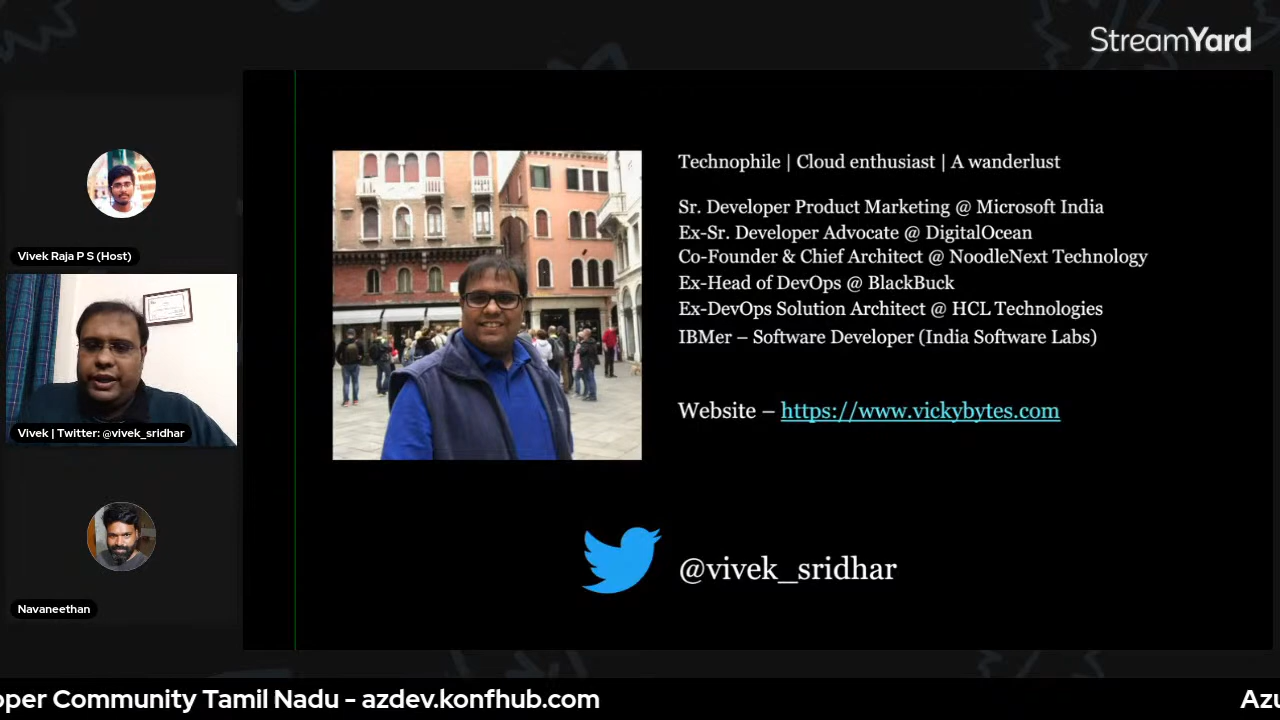 StreamYard
Vivek Raja P S (Host)
Vivek | Twitter: @vivek_sridhar
Navaneethan
Technophile | Cloud enthusiast | A wanderlust
Sr. Developer Product Marketing @ Microsoft India
Ex-Sr. Developer Advocate @ DigitalOcean
Co-Founder & Chief Architect @ NoodleNext Technology
Ex-Head of DevOps @ BlackBuck
Ex-DevOps Solution Architect @ HCL Technologies
IBMer – Software Developer (India Software Labs)
Website – https://www.vickybytes.com
@vivek_sridhar
oper Community Tamil Nadu - azdev.konfhub.com
Azu